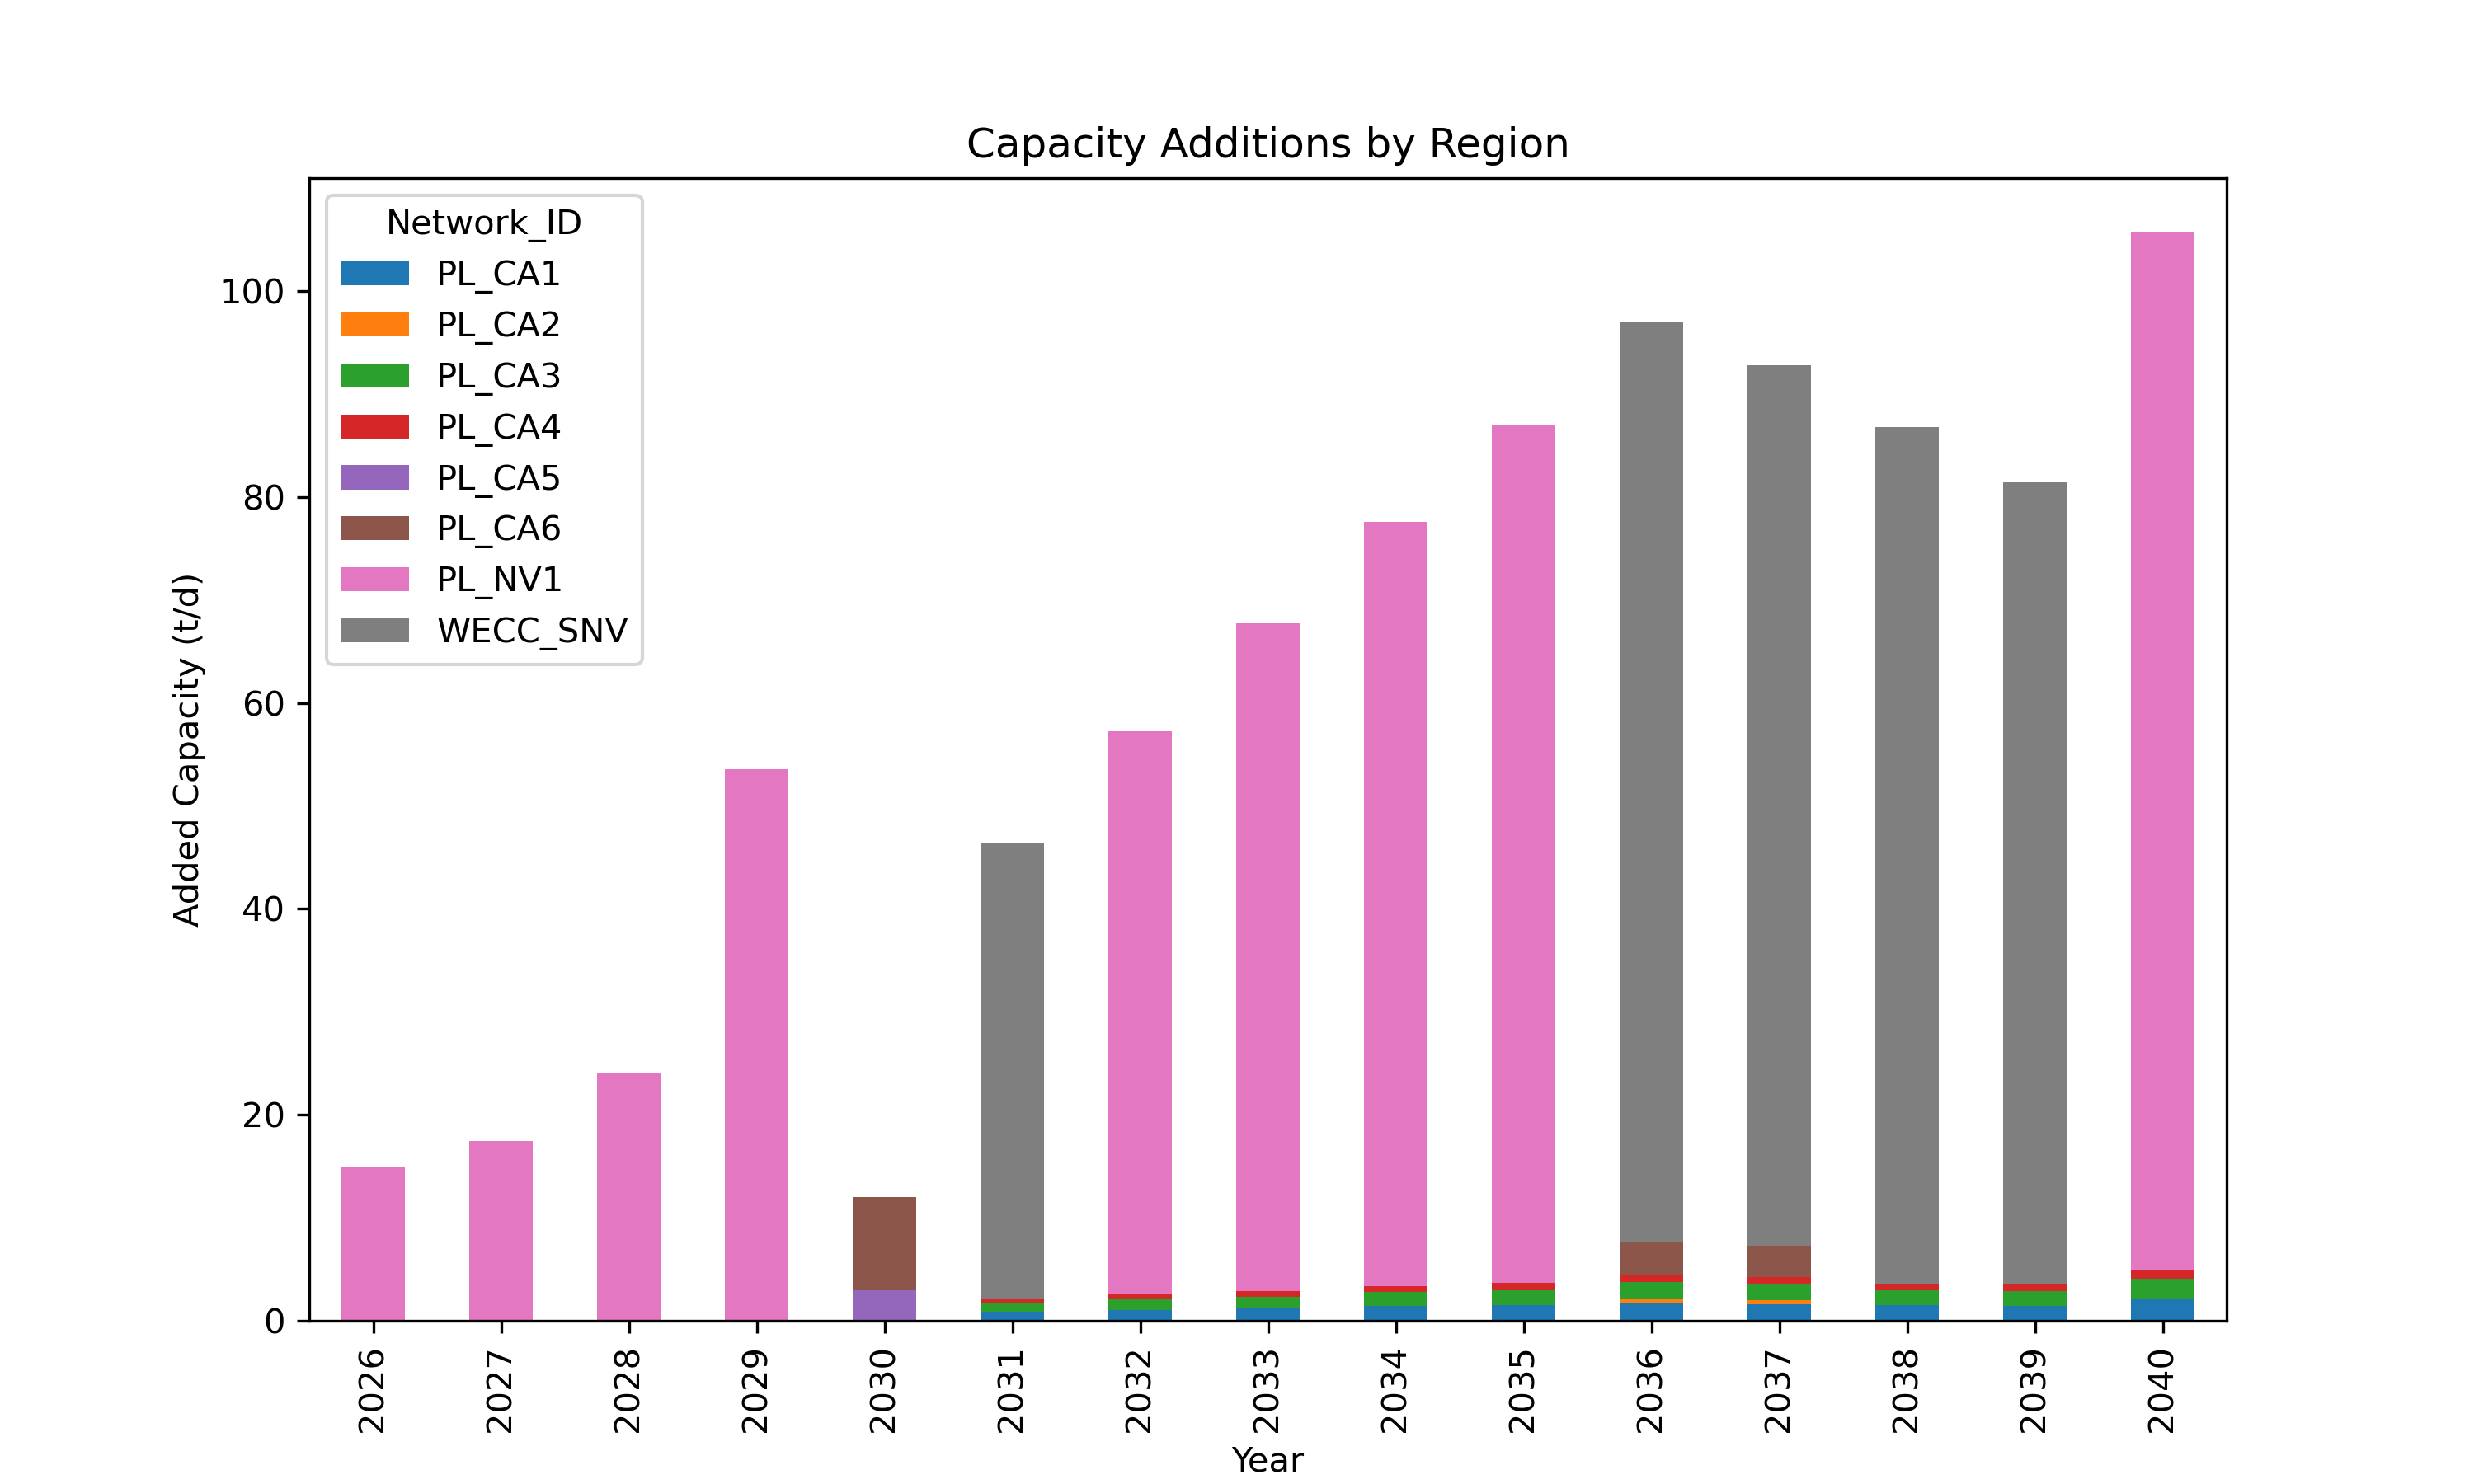 Capacity Additions by Region
Network_ID
PL_CA1
PL_CA2
PL_CA3
PL_CA4
PL_CA5
PL_CA6
PL_NV1
WECC_SNV
Added Capacity (t/d)
100
80
60
40
20
0
2026
2027
2028
2029
2030
2031
2032
2033
2034
2035
2036
2037
2038
2039
2040
Year